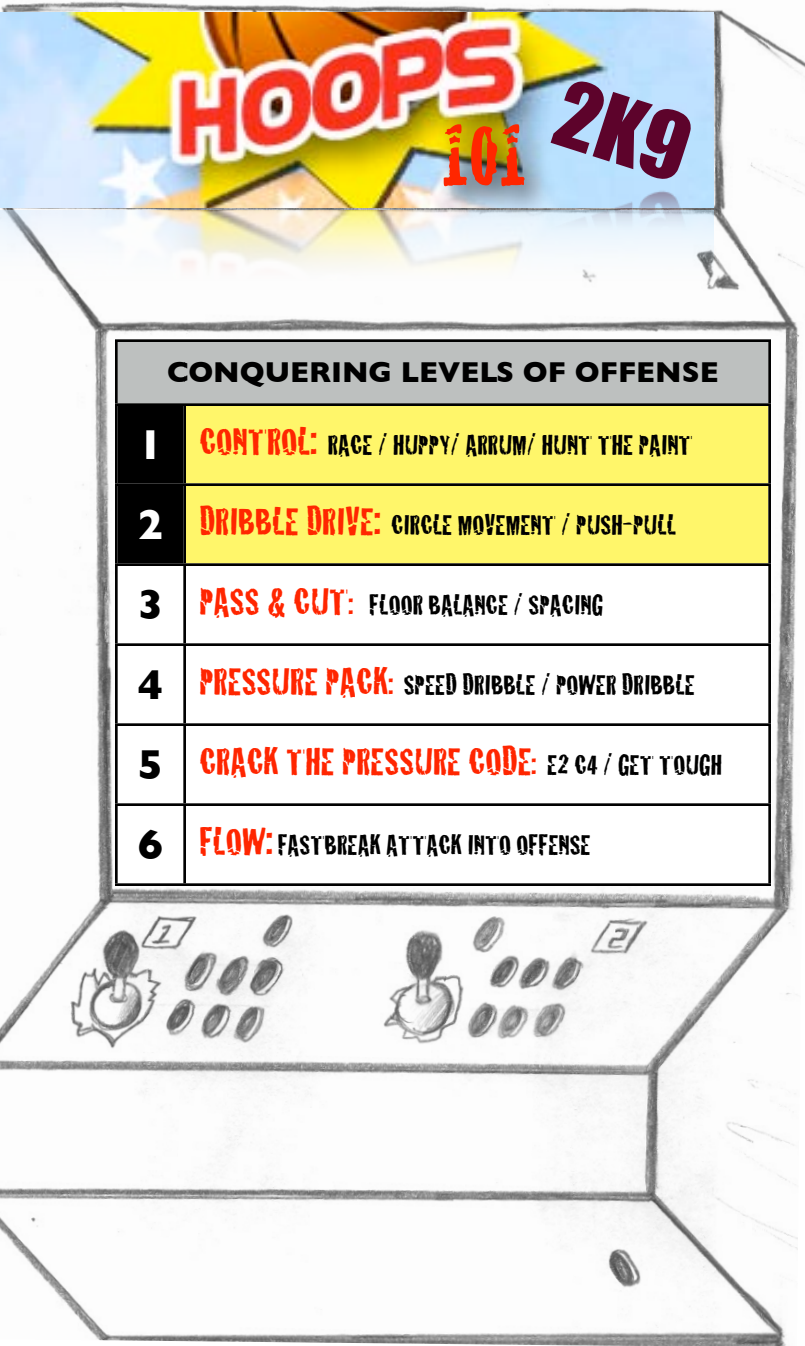 HOOPS
101
2K9
CONQUERING LEVELS OF OFFENSE
1 CONTROL: RACE / HUPPY/ ARRUM/ HUNT THE PAINT
2 DRIBBLE DRIVE: CIRCLE MOVEMENT / PUSH-PULL
3 PASS & CUT: FLOOR BALANCE / SPACING
4 PRESSURE PACK: SPEED DRIBBLE / POWER DRIBBLE
5 CRACK THE PRESSURE CODE: E2 C4 / GET TOUGH
6 FLOW: FASTBREAK ATTACK INTO OFFENSE
1
2